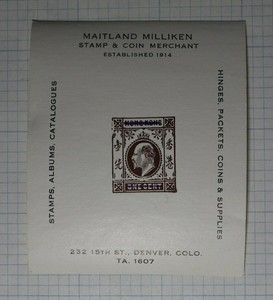 MAITLAND MILLIKEN
STAMP & COIN MERCHANT
ESTABLISHED 1914
STAMPS, ALBUMS, CATALOGUES
HINGES, PACKETS, COINS & SUPPLIES
HONG KONG
ONE CENT
232 15TH ST., DENVER, COLO.
TA. 1607